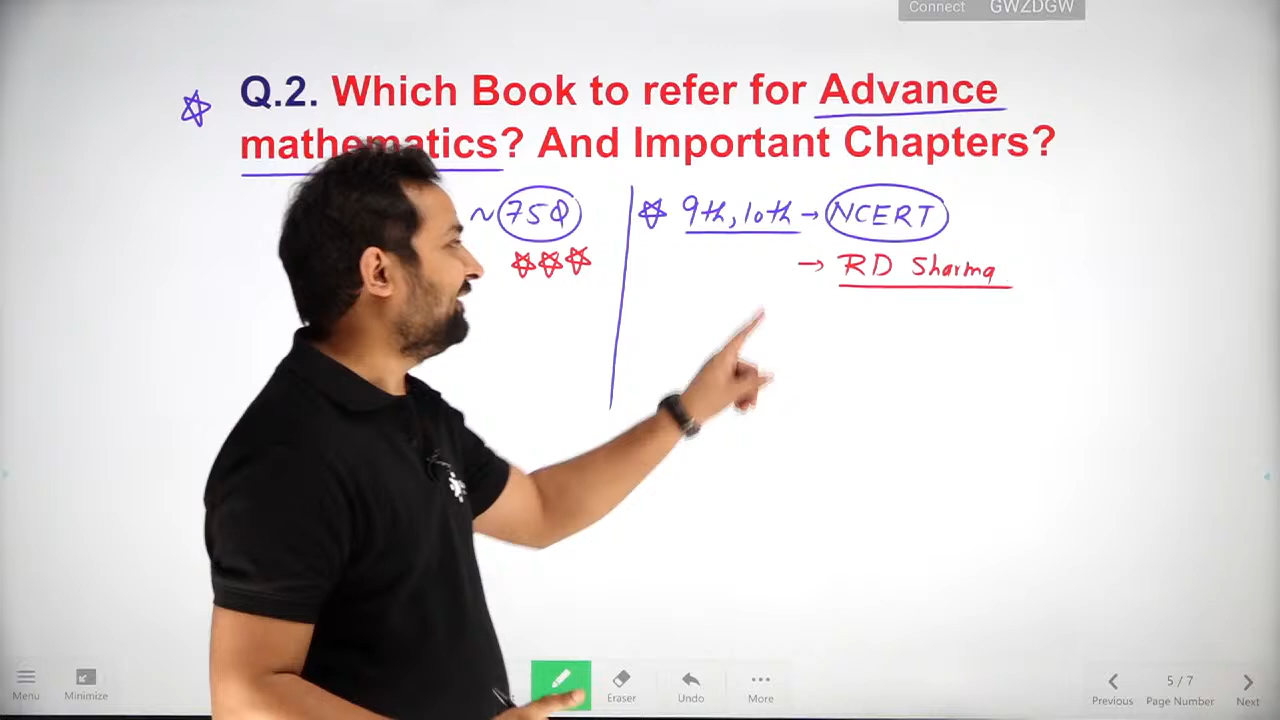 Connect GWZDGW
Q.2. Which Book to refer for Advance
mathematics? And Important Chapters?
~ 75Q
9th, 10th → NCERT
→ RD Sharma
Menu
Minimize
Eraser
Undo
More
Previous
5 / 7
Page Number
Next